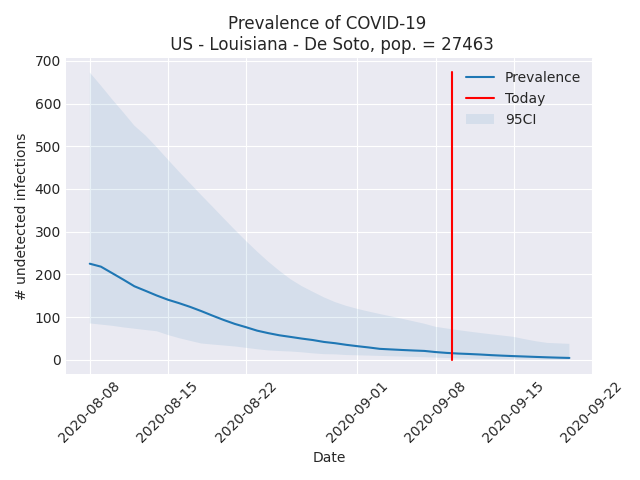 Prevalence of COVID-19
US - Louisiana - De Soto, pop. = 27463
700
600
500
400
300
200
100
0
# undetected infections
Prevalence
Today
95CI
2020-08-08
2020-08-15
2020-08-22
2020-09-01
2020-09-08
2020-09-15
2020-09-22
Date